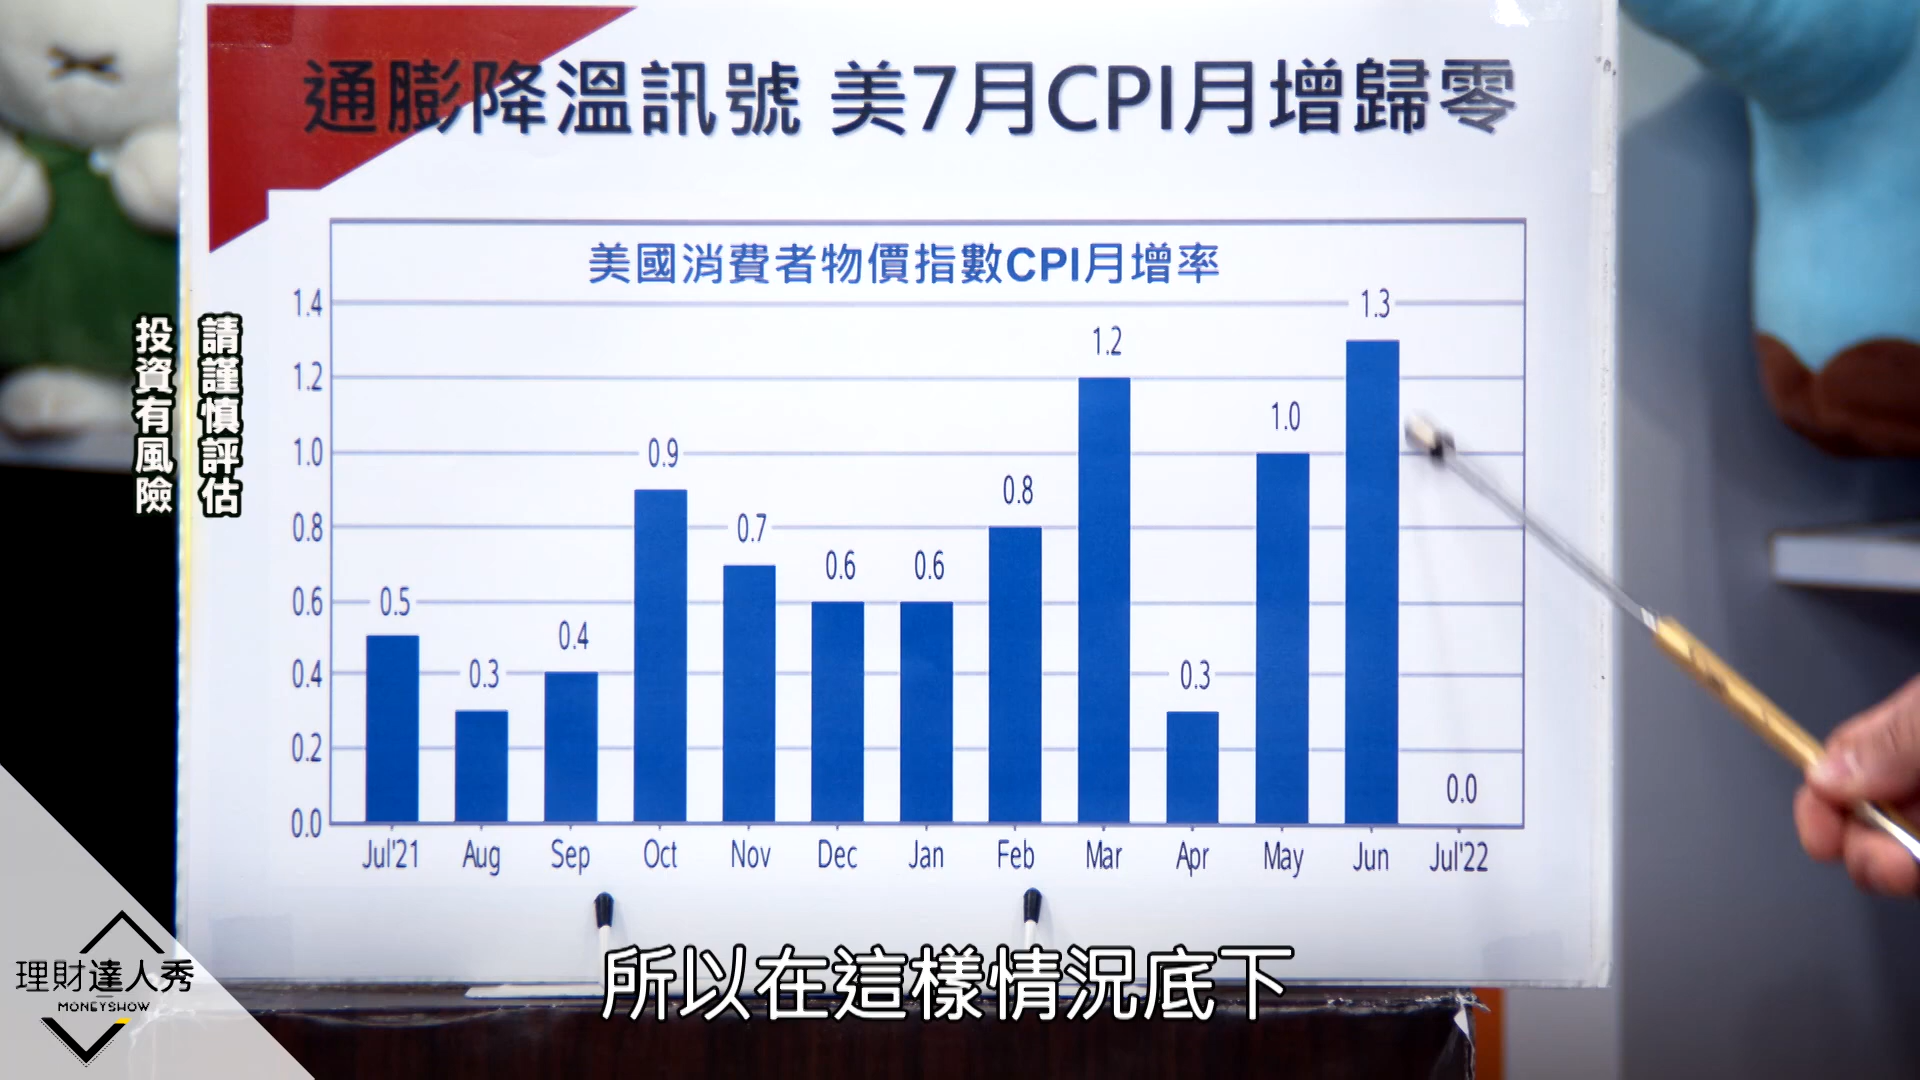 通膨降溫訊號 美7月CPI月增歸零
美國消費者物價指數CPI月增率
1.4
1.2
1.0
0.8
0.6
0.4
0.2
0.0
0.5
0.3
0.4
0.9
0.7
0.6
0.6
0.8
1.2
0.3
1.0
1.3
0.0
Jul'21 Aug Sep Oct Nov Dec Jan Feb Mar Apr May Jun Jul'22
請謹慎評估
投資有風險
所以在這樣情況底下
理財達人秀
MONEYSHOW